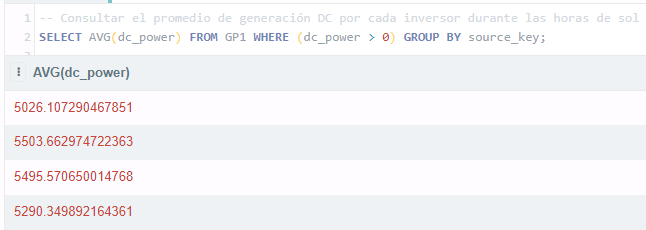 1 -- Consultar el promedio de generación DC por cada inversor durante las horas de sol
2 SELECT AVG(dc_power) FROM GP1 WHERE (dc_power > 0) GROUP BY source_key;
3
AVG(dc_power)
5026.107290467851
5503.662974722363
5495.570650014768
5290.349892164361